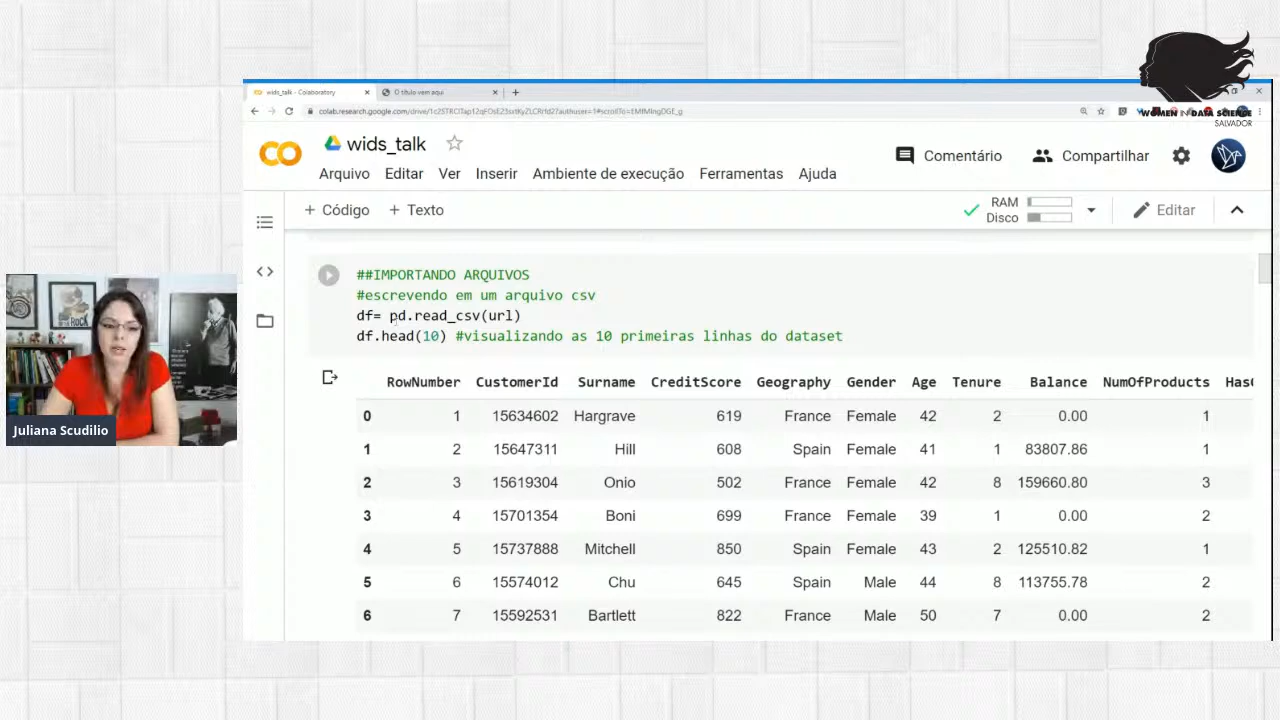 WOMEN IN DATA SCIENCE
SALVADOR
wids_talk - Colaboratory
O título vem aqui
wids_talk
Comentário
Compartilhar
Arquivo Editar Ver Inserir Ambiente de execução Ferramentas Ajuda
+ Código + Texto
RAM
Disco
Editar
##IMPORTANDO ARQUIVOS
#escrevendo em um arquivo csv
df= pd.read_csv(url)
df.head(10) #visualizando as 10 primeiras linhas do dataset
RowNumber CustomerId Surname CreditScore Geography Gender Age Tenure Balance NumOfProducts
0 1 15634602 Hargrave 619 France Female 42 2 0.00 1
1 2 15647311 Hill 608 Spain Female 41 1 83807.86 1
2 3 15619304 Onio 502 France Female 42 8 159660.80 3
3 4 15701354 Boni 699 France Female 39 1 0.00 2
4 5 15737888 Mitchell 850 Spain Female 43 2 125510.82 1
5 6 15574012 Chu 645 Spain Male 44 8 113755.78 2
6 7 15592531 Bartlett 822 France Male 50 7 0.00 2
Juliana Scudilio